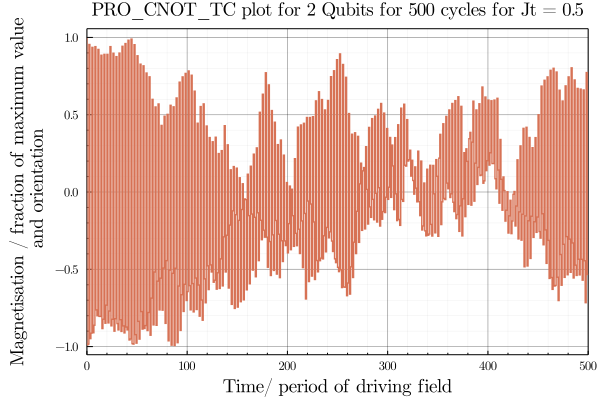 PRO_CNOT_TC plot for 2 Qubits for 500 cycles for Jt = 0.5
Magnetisation / fraction of maximum value
and orientation
1.0
0.5
0.0
−0.5
−1.0
0
100
200
300
400
500
Time/ period of driving field